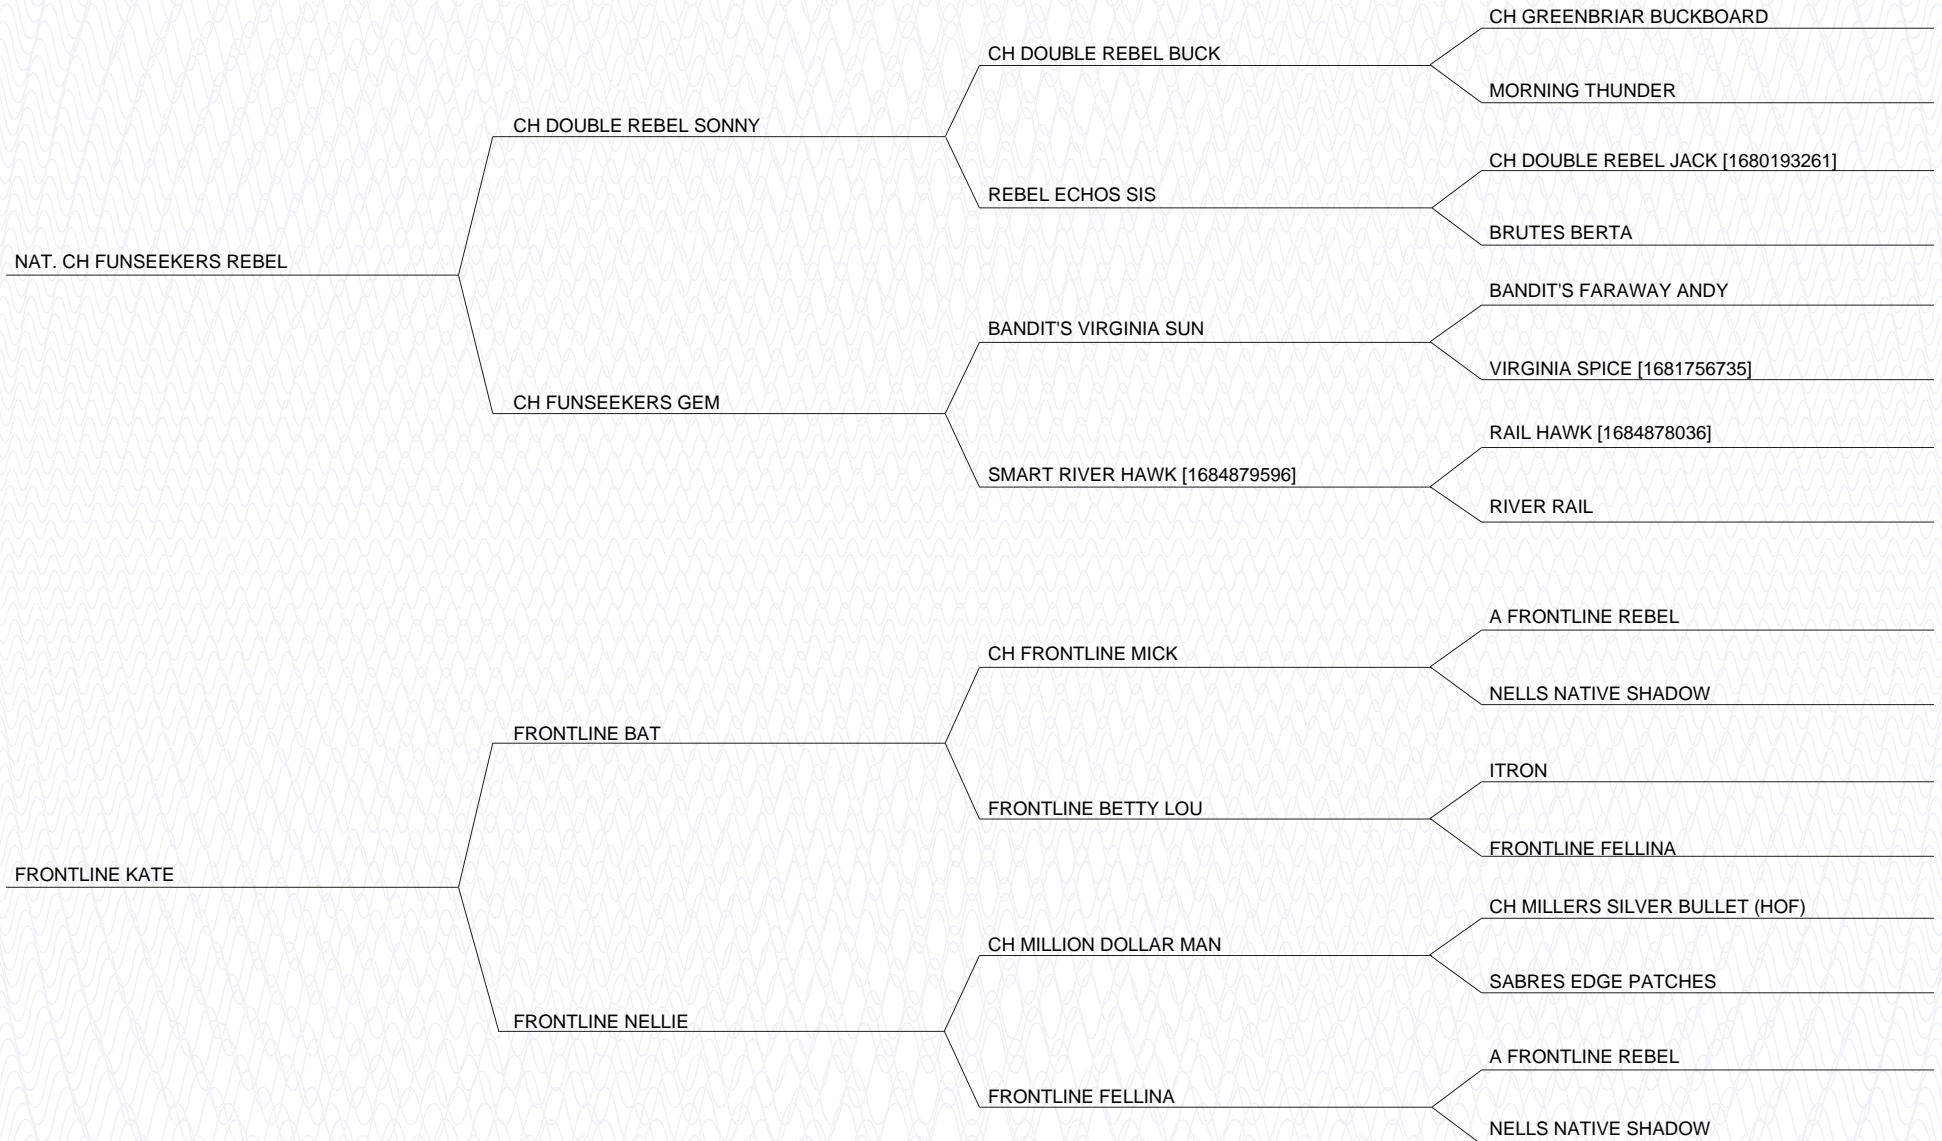 CH GREENBRIAR BUCKBOARD
CH DOUBLE REBEL BUCK
MORNING THUNDER
CH DOUBLE REBEL SONNY
CH DOUBLE REBEL JACK [1680193261]
REBEL ECHOS SIS
BRUTES BERTA
NAT. CH FUNSEEKERS REBEL
BANDIT'S FARAWAY ANDY
BANDIT'S VIRGINIA SUN
VIRGINIA SPICE [1681756735]
CH FUNSEEKERS GEM
RAIL HAWK [1684878036]
SMART RIVER HAWK [1684879596]
RIVER RAIL
A FRONTLINE REBEL
CH FRONTLINE MICK
NELLS NATIVE SHADOW
FRONTLINE BAT
ITRON
FRONTLINE BETTY LOU
FRONTLINE FELLINA
FRONTLINE KATE
CH MILLERS SILVER BULLET (HOF)
CH MILLION DOLLAR MAN
SABRES EDGE PATCHES
FRONTLINE NELLIE
A FRONTLINE REBEL
FRONTLINE FELLINA
NELLS NATIVE SHADOW